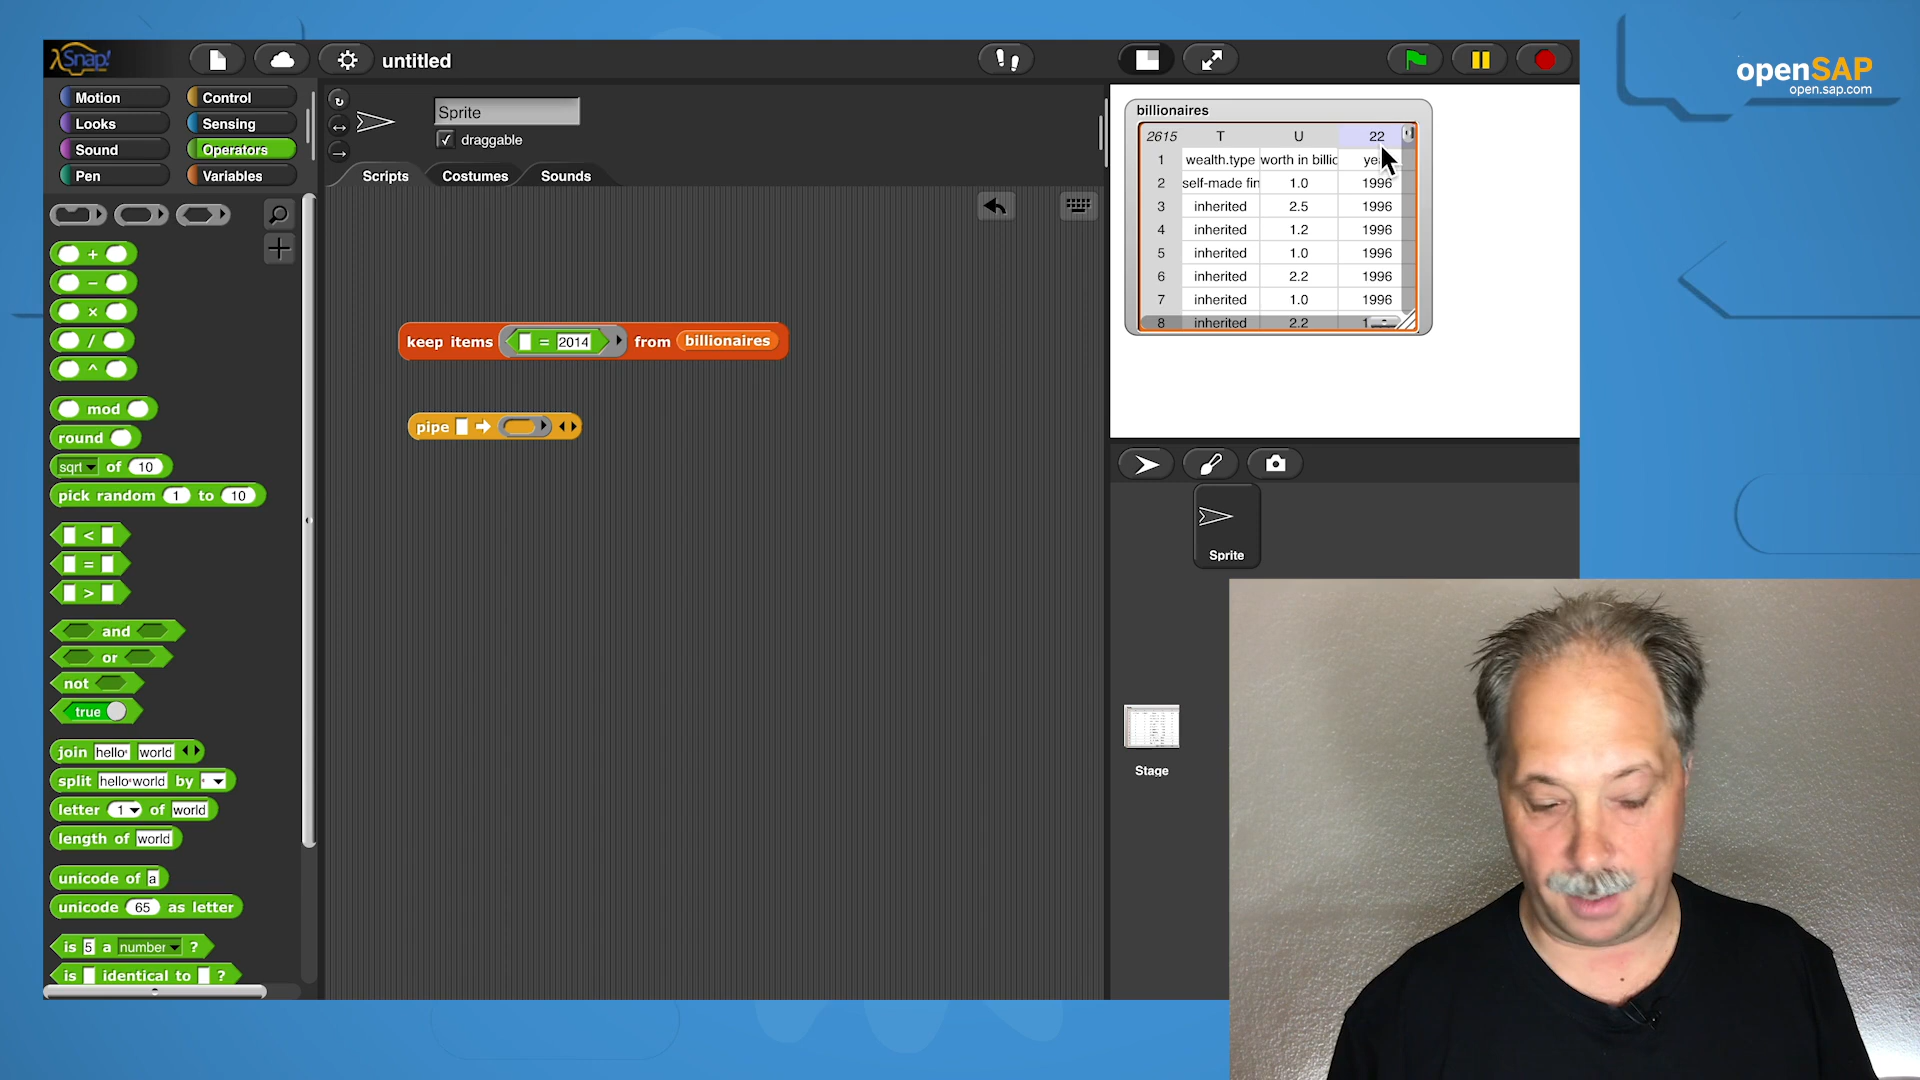 Snap!
untitled
openSAP
open.sap.com
Motion
Control
Looks
Sensing
Sound
Operators
Pen
Variables
Sprite
draggable
Scripts
Costumes
Sounds
+
−
×
/
^
mod
round
sqrt of 10
pick random 1 to 10
<
=
>
and
or
not
true
join hello world
split hello world by
letter 1 of world
length of world
unicode of a
unicode 65 as letter
is 5 a number ?
is identical to ?
keep items = 2014 from billionaires
pipe
billionaires
2615 T U 22
1 wealth.type worth in billic
2 self-made fin 1.0 1996
3 inherited 2.5 1996
4 inherited 1.2 1996
5 inherited 1.0 1996
6 inherited 2.2 1996
7 inherited 1.0 1996
8 inherited 2.2
Sprite
Stage